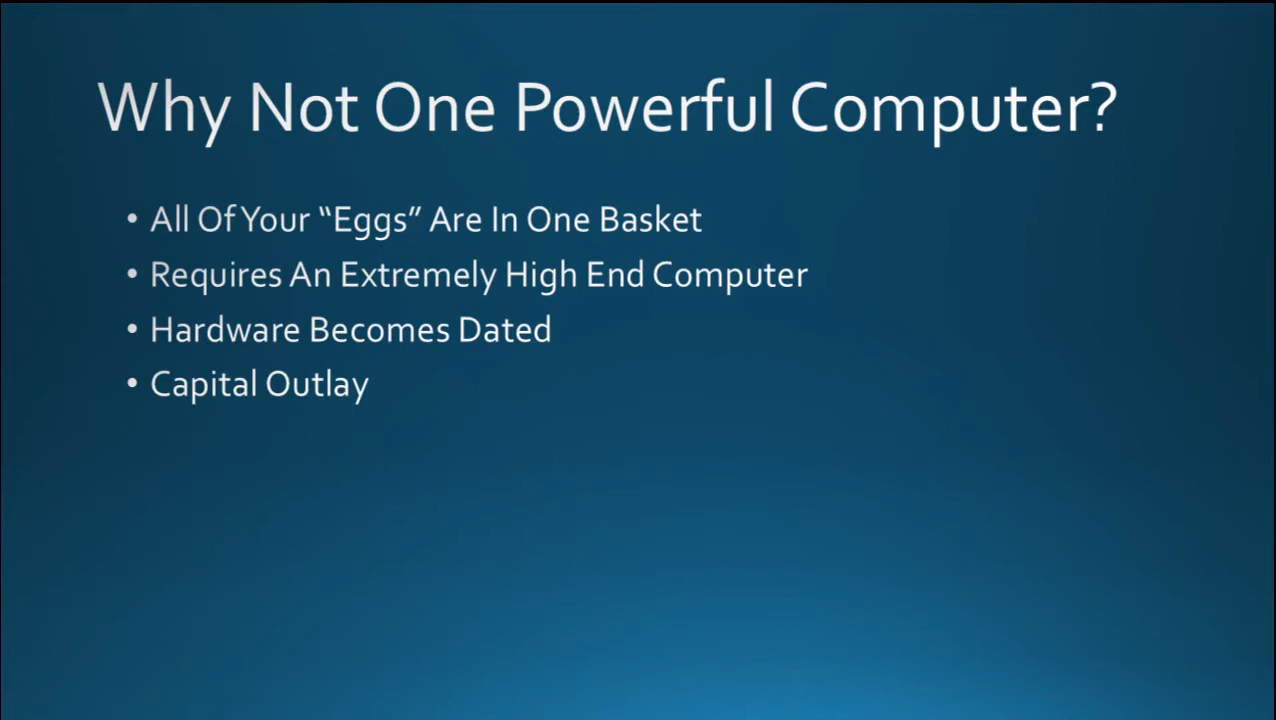 Why Not One Powerful Computer?
• All Of Your “Eggs” Are In One Basket
• Requires An Extremely High End Computer
• Hardware Becomes Dated
• Capital Outlay